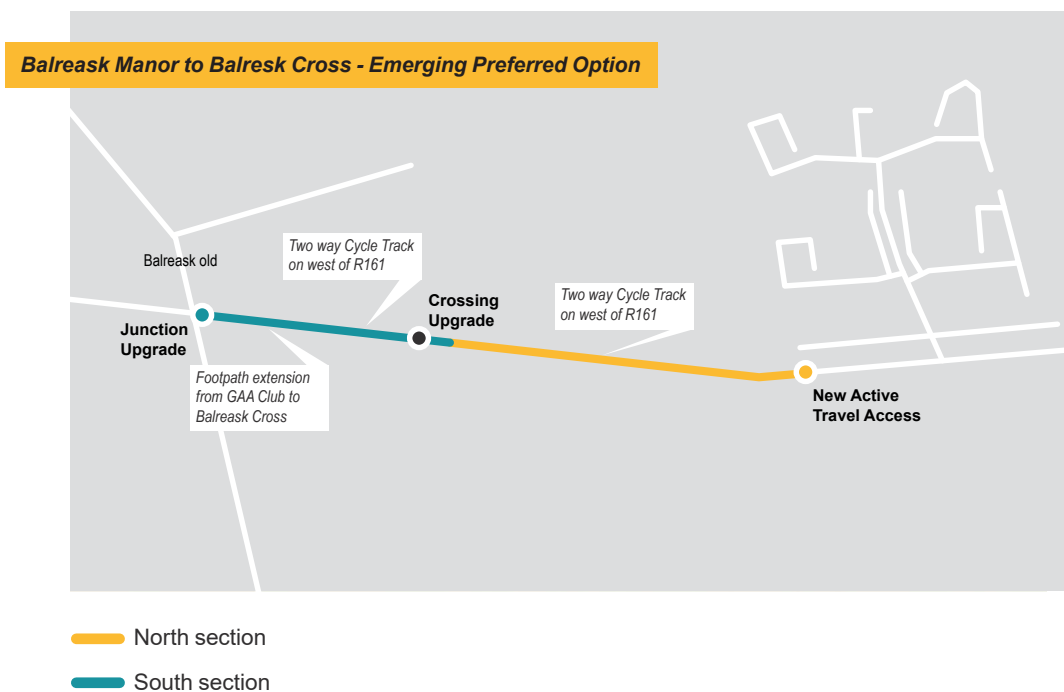 Balreask Manor to Balresk Cross - Emerging Preferred Option
Balreask old
Two way Cycle Track
on west of R161
Junction
Upgrade
Crossing
Upgrade
Two way Cycle Track
on west of R161
Footpath extension
from GAA Club to
Balreask Cross
New Active
Travel Access
North section
South section